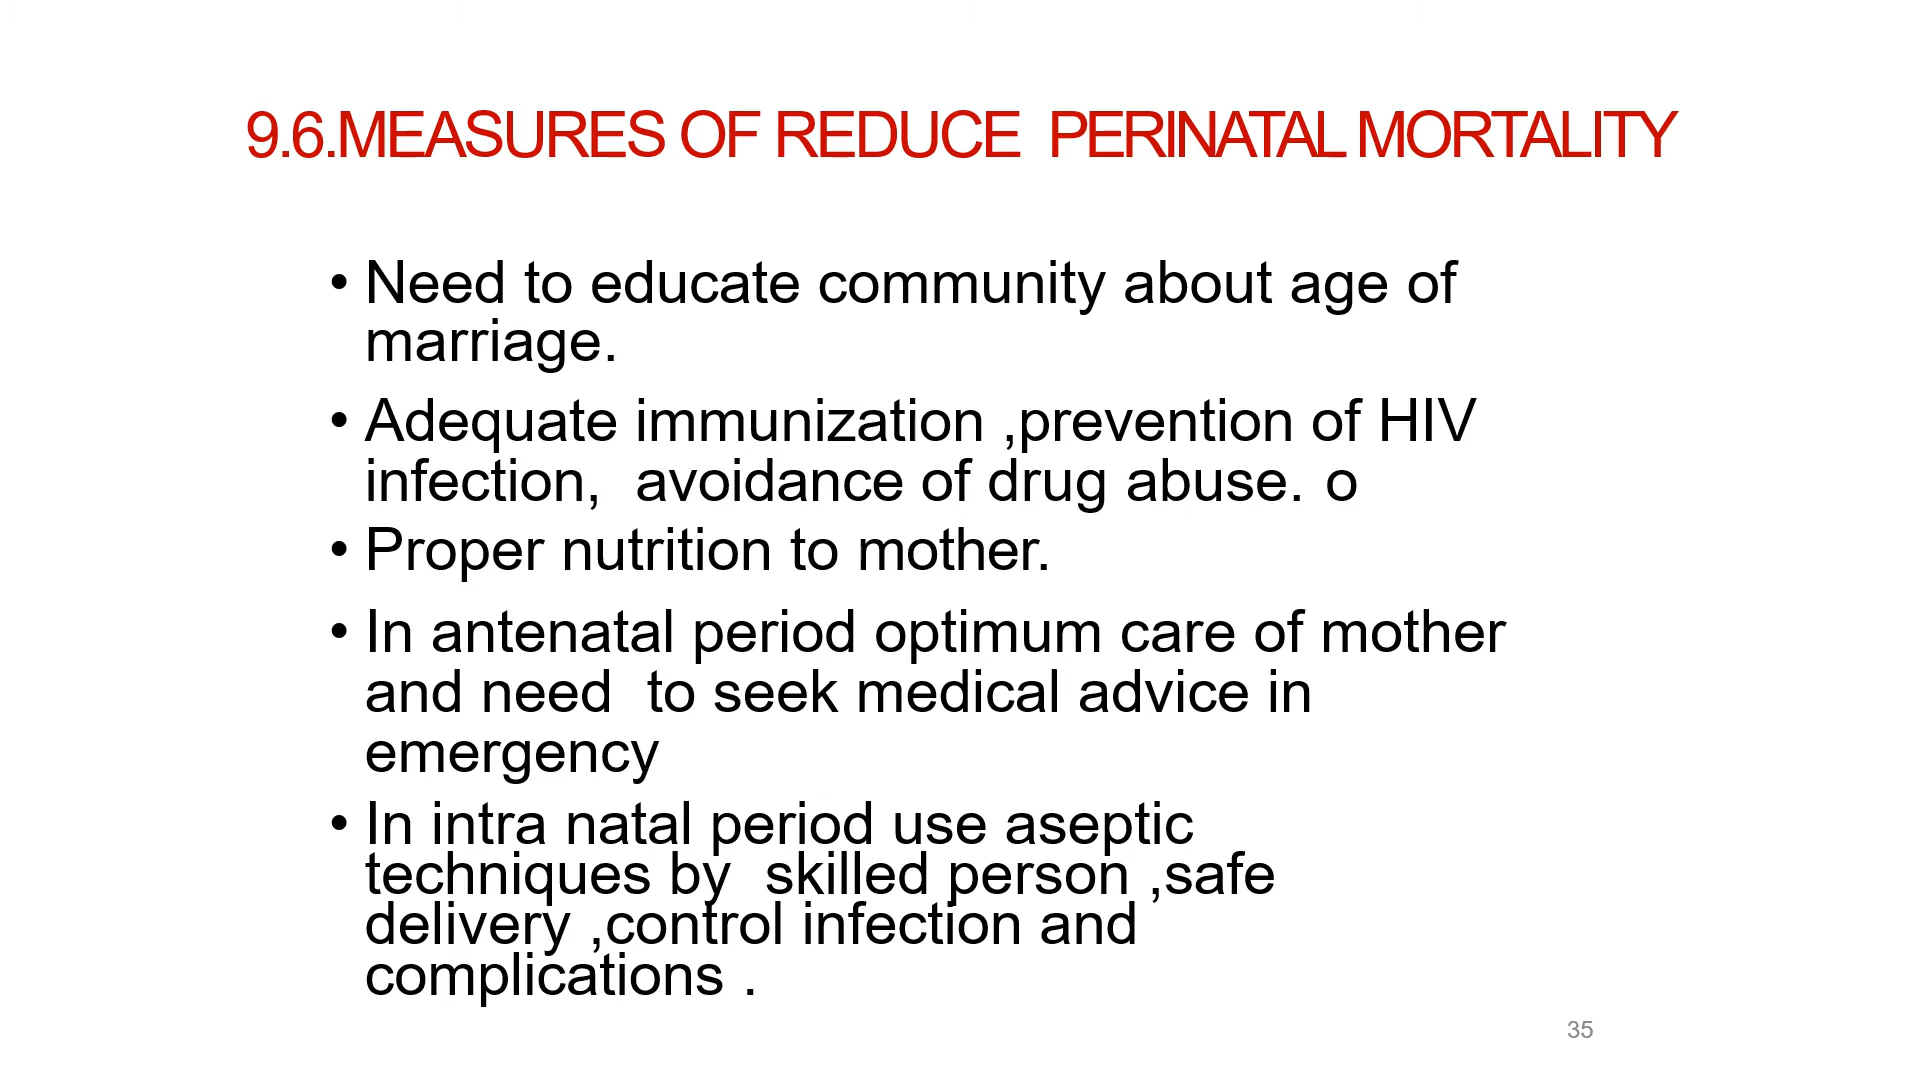 9.6.MEASURES OF REDUCE  PERINATAL MORTALITY
• Need to educate community about age of
marriage.
• Adequate immunization ,prevention of HIV
infection,  avoidance of drug abuse. o
• Proper nutrition to mother.
• In antenatal period optimum care of mother
and need  to seek medical advice in
emergency
• In intra natal period use aseptic
techniques by  skilled person ,safe
delivery ,control infection and
complications .
35